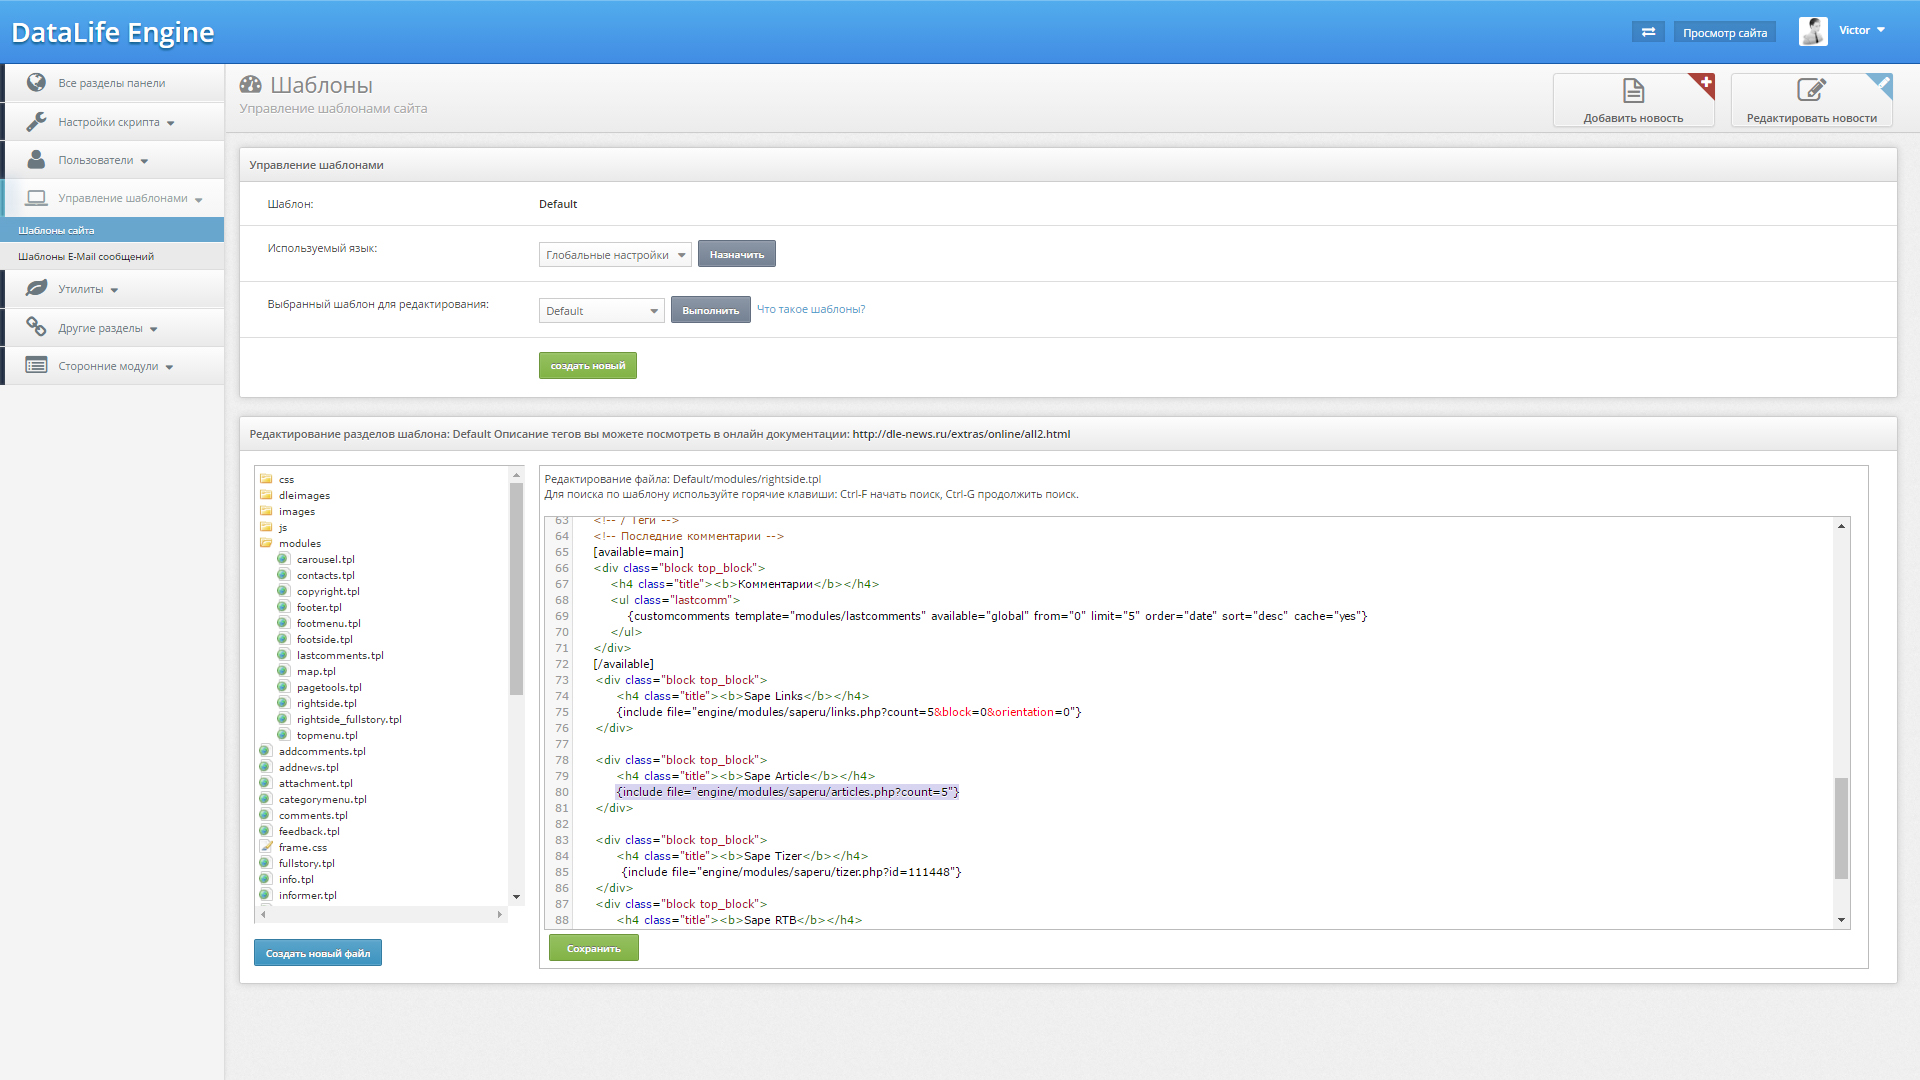 DataLife Engine
Просмотр сайта
Victor
Все разделы панели
Настройки скрипта
Пользователи
Управление шаблонами
Шаблоны сайта
Шаблоны E-Mail сообщений
Утилиты
Другие разделы
Сторонние модули
Шаблоны
Управление шаблонами сайта
Добавить новость
Редактировать новости
Управление шаблонами
Шаблон: Default
Используемый язык: Глобальные настройки Назначить
Выбранный шаблон для редактирования: Default Выполнить Что такое шаблоны?
создать новый
Редактирование разделов шаблона: Default Описание тегов вы можете посмотреть в онлайн документации: http://dle-news.ru/extras/online/all2.html
css
dleimages
images
js
modules
carousel.tpl
contacts.tpl
copyright.tpl
footer.tpl
footmenu.tpl
footside.tpl
lastcomments.tpl
map.tpl
pagetools.tpl
rightside.tpl
rightside_fullstory.tpl
topmenu.tpl
addcomments.tpl
addnews.tpl
attachment.tpl
categorymenu.tpl
comments.tpl
feedback.tpl
frame.css
fullstory.tpl
info.tpl
informer.tpl
Создать новый файл
Редактирование файла: Default/modules/rightside.tpl
Для поиска по шаблону используйте горячие клавиши: Ctrl-F начать поиск, Ctrl-G продолжить поиск.
63 <!-- / Теги -->
64 <!-- Последние комментарии -->
65 [available=main]
66 <div class="block top_block">
67 <h4 class="title"><b>Комментарии</b></h4>
68 <ul class="lastcomm">
69 {customcomments template="modules/lastcomments" available="global" from="0" limit="5" order="date" sort="desc" cache="yes"}
70 </ul>
71 </div>
72 [/available]
73 <div class="block top_block">
74 <h4 class="title"><b>Sape Links</b></h4>
75 {include file="engine/modules/saperu/links.php?count=5&block=0&orientation=0"}
76 </div>
77
78 <div class="block top_block">
79 <h4 class="title"><b>Sape Article</b></h4>
80 {include file="engine/modules/saperu/articles.php?count=5"}
81 </div>
82
83 <div class="block top_block">
84 <h4 class="title"><b>Sape Tizer</b></h4>
85 {include file="engine/modules/saperu/tizer.php?id=111448"}
86 </div>
87 <div class="block top_block">
88 <h4 class="title"><b>Sape RTB</b></h4>
Сохранить